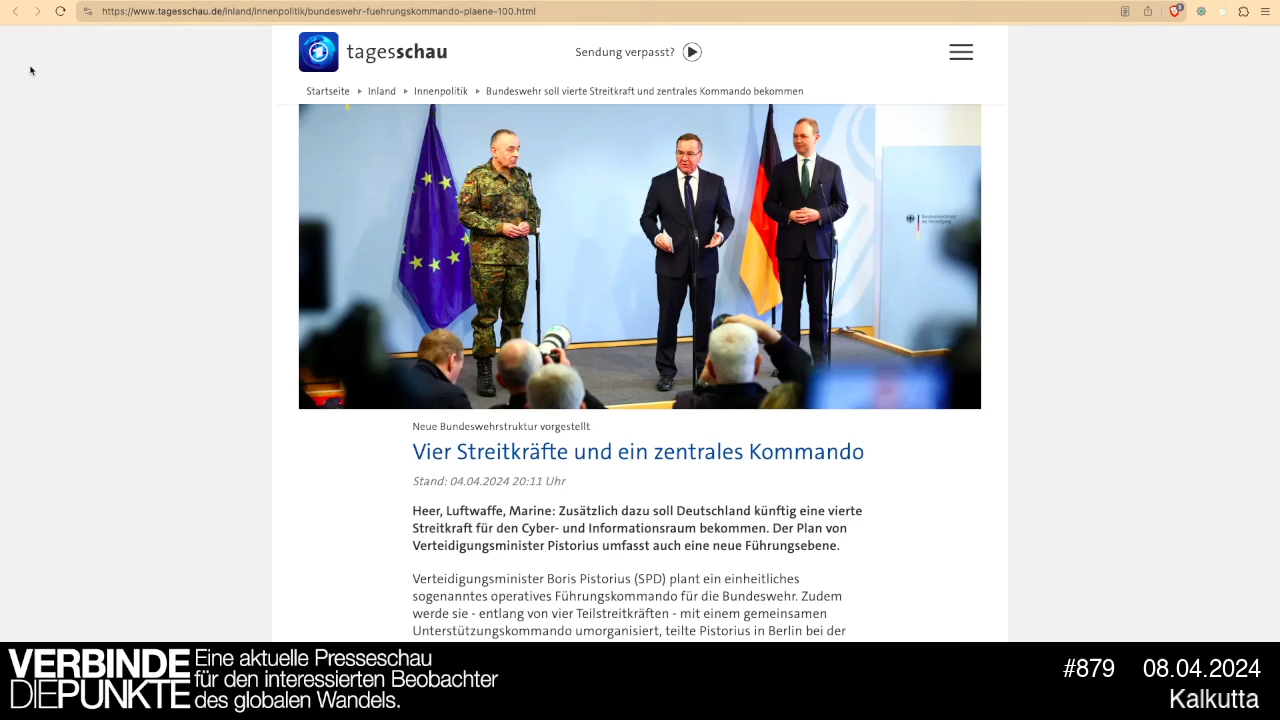 https://www.tagesschau.de/inland/innenpolitik/bundeswehr-fuehrungskommando-plaene-100.html
tagesschau
Sendung verpasst?
Startseite
Inland
Innenpolitik
Bundeswehr soll vierte Streitkraft und zentrales Kommando bekommen
Bundesministerium
der Verteidigung
Neue Bundeswehrstruktur vorgestellt
Vier Streitkräfte und ein zentrales Kommando
Stand: 04.04.2024 20:11 Uhr
Heer, Luftwaffe, Marine: Zusätzlich dazu soll Deutschland künftig eine vierte
Streitkraft für den Cyber- und Informationsraum bekommen. Der Plan von
Verteidigungsminister Pistorius umfasst auch eine neue Führungsebene.
Verteidigungsminister Boris Pistorius (SPD) plant ein einheitliches
sogenanntes operatives Führungskommando für die Bundeswehr. Zudem
werde sie - entlang von vier Teilstreitkräften - mit einem gemeinsamen
Unterstützungskommando umorganisiert, teilte Pistorius in Berlin bei der
VERBINDE
DIEPUNKTE
Eine aktuelle Presseschau
für den interessierten Beobachter
des globalen Wandels.
#879 08.04.2024
Kalkutta